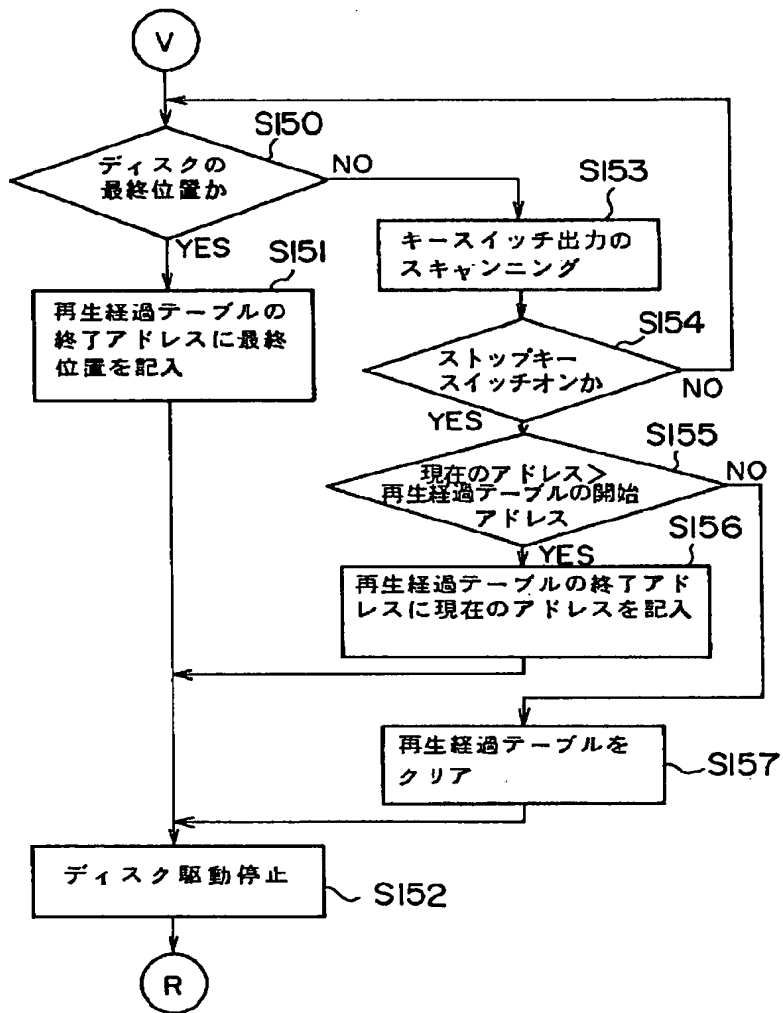 V
S150
ディスクの
最終位置か
NO
YES
S151
再生経過テーブルの
終了アドレスに最終
位置を記入
S153
キースイッチ出力の
スキャンニング
S154
ストップキー
スイッチオンか
NO
YES
S155
現在のアドレス>
再生経過テーブルの開始
アドレス
NO
YES
S156
再生経過テーブルの終了アド
レスに現在のアドレスを記入
再生経過テーブルを
クリア
S157
ディスク駆動停止
S152
R